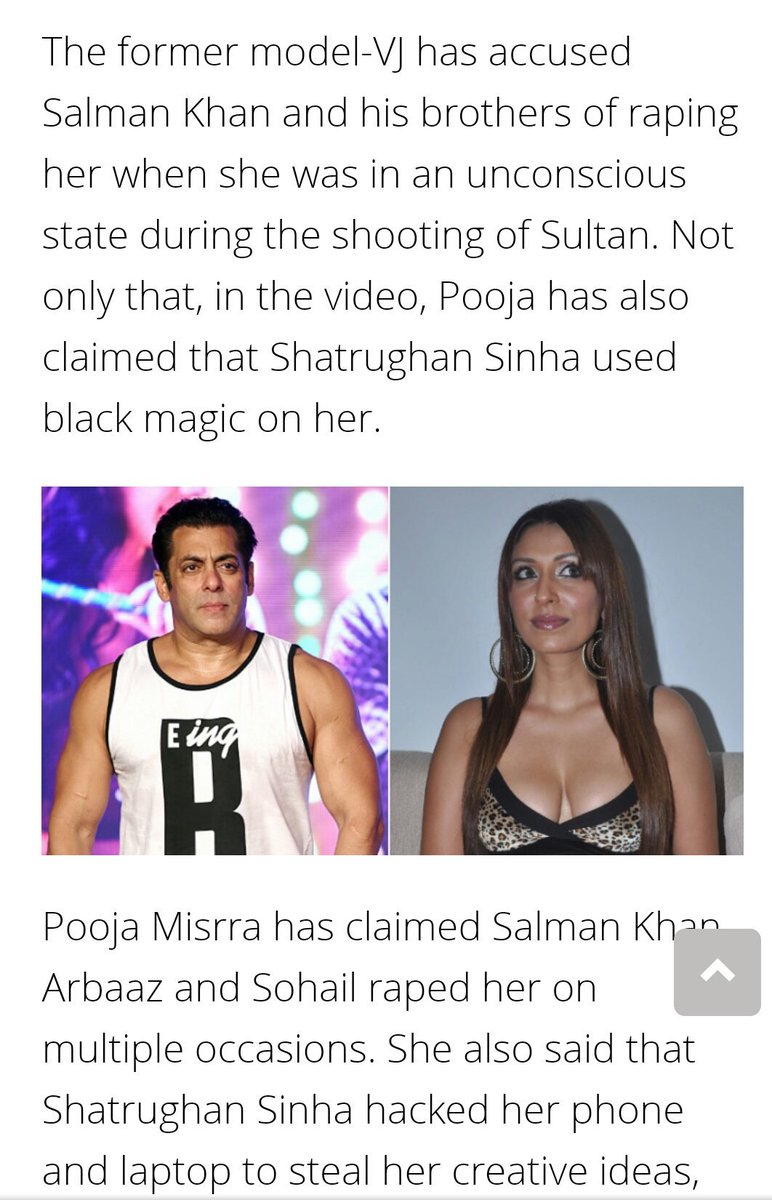 The former model-VJ has accused
Salman Khan and his brothers of raping
her when she was in an unconscious
state during the shooting of Sultan. Not
only that, in the video, Pooja has also
claimed that Shatrughan Sinha used
black magic on her.
E ing
Pooja Misrra has claimed Salman Khan
Arbaaz and Sohail raped her on
multiple occasions. She also said that
Shatrughan Sinha hacked her phone
and laptop to steal her creative ideas,